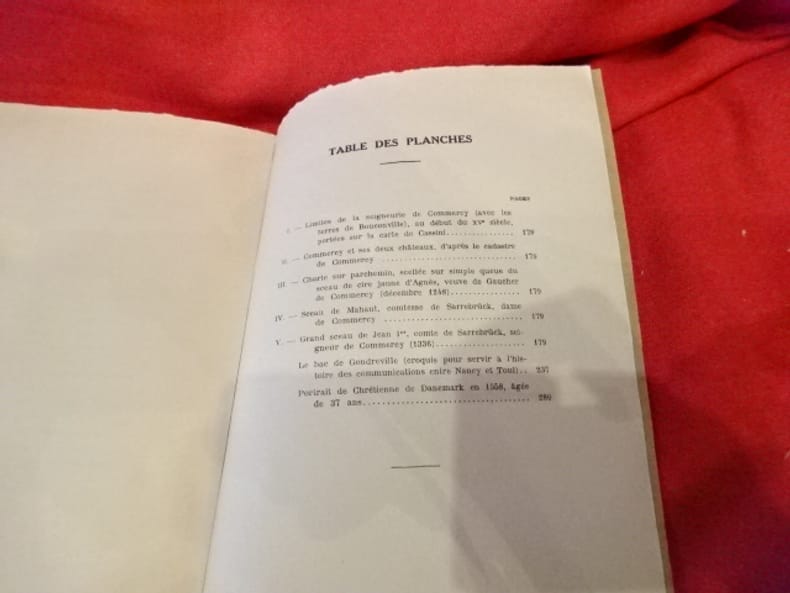 TABLE DES PLANCHES
PAGES
I. — Limites de la seigneurie de Commercy (avec les
terres de Bouconville), au début du XVe siècle,
portées sur la carte de Cassini................ 179
II. — Commercy et ses deux châteaux, d'après le cadastre
de Commercy ................................ 179
III. — Charte sur parchemin, scellée sur simple queue du
sceau de cire jaune d'Agnès, veuve de Gaucher
de Commercy (décembre 1248)................ 179
IV. — Sceau de Mahaut, comtesse de Sarrebrück, dame
de Commercy ................................ 179
V. — Grand sceau de Jean Ier, comte de Sarrebrück, sei-
gneur de Commercy (1336)................... 179
Le bac de Gondreville (croquis pour servir à l'his-
toire des communications entre Nancy et Toul).. 237
Portrait de Chrétienne de Danemark en 1558, âgée
de 37 ans.................................. 289